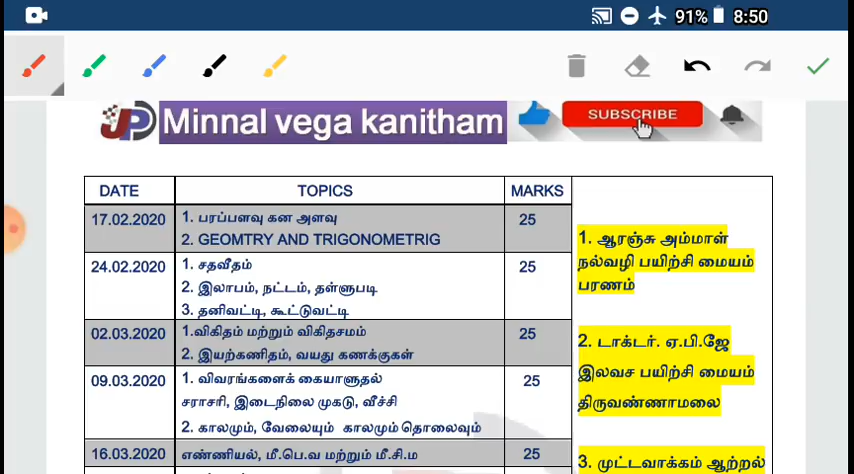 91% 8:50
JP Minnal vega kanitham SUBSCRIBE
DATE TOPICS MARKS
17.02.2020 1. பரப்பளவு கன அளவு 25
2. GEOMTRY AND TRIGONOMETRIG
24.02.2020 1. சதவீதம் 25
2. இலாபம், நட்டம், தள்ளுபடி
3. தனிவட்டி, கூட்டுவட்டி
02.03.2020 1.விகிதம் மற்றும் விகிதசமம் 25
2. இயற்கணிதம், வயது கணக்குகள்
09.03.2020 1. விவரங்களைக் கையாளுதல் 25
சராசரி, இடைநிலை முகடு, வீச்சி
2. காலமும், வேலையும் காலமும் தொலைவும்
16.03.2020 எண்ணியல், மீ.பெ.வ மற்றும் மீ.சி.ம 25
1. ஆரஞ்சு அம்மாள்
நல்வழி பயிற்சி மையம்
பரணம்
2. டாக்டர். ஏ.பி.ஜே
இலவச பயிற்சி மையம்
திருவண்ணாமலை
3. முட்டவாக்கம் ஆற்றல்